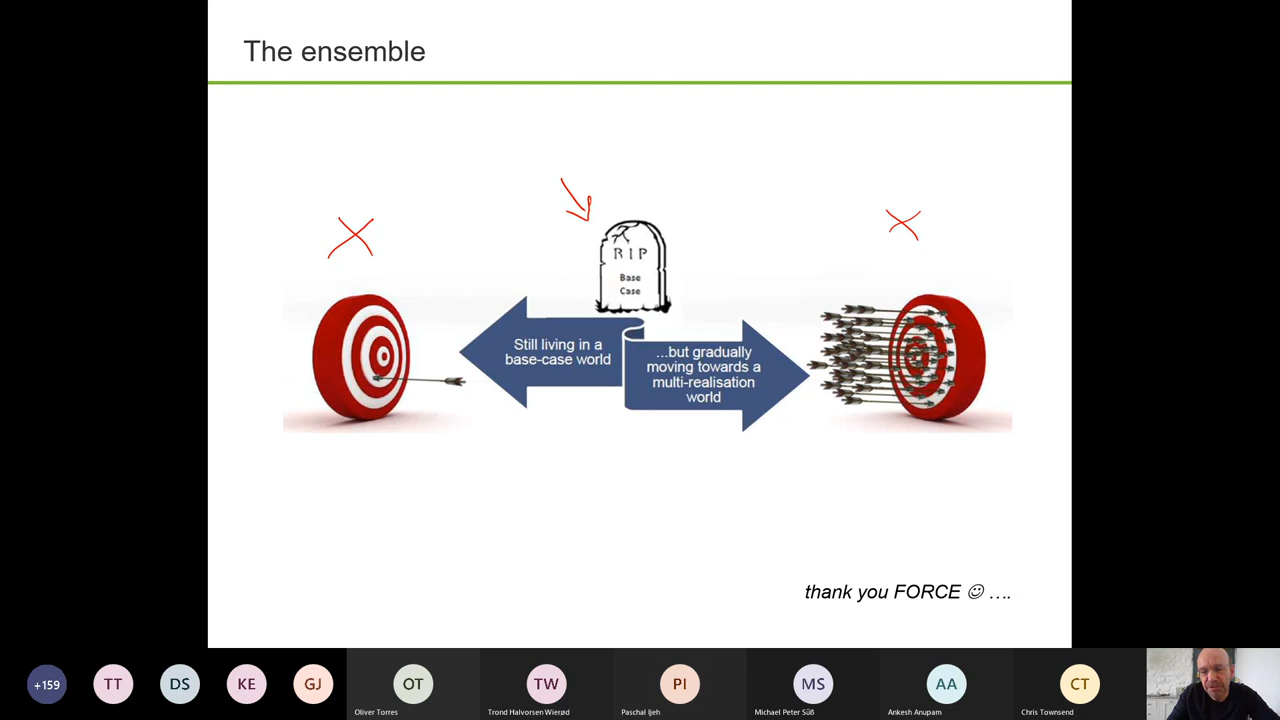 The ensemble
R I P
Base
Case
Still living in a
base-case world
...but gradually
moving towards a
multi-realisation
world
thank you FORCE ☺ ....
+159
TT
DS
KE
GJ
OT
Oliver Torres
TW
Trond Halvorsen Wierød
PI
Paschal Ijeh
MS
Michael Peter Süß
AA
Ankesh Anupam
CT
Chris Townsend